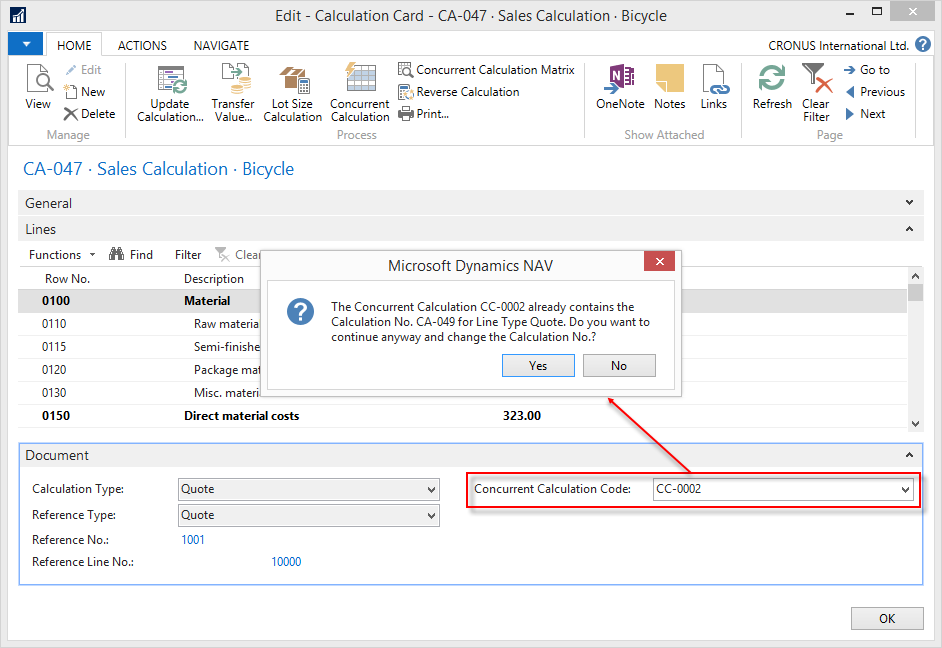 Edit - Calculation Card - CA-047 · Sales Calculation · Bicycle
HOME ACTIONS NAVIGATE CRONUS International Ltd. ?
View
Edit
New
Delete
Manage
Update Calculation...
Transfer Value...
Lot Size Calculation
Concurrent Calculation
Concurrent Calculation Matrix
Reverse Calculation
Print...
Process
OneNote
Notes
Links
Show Attached
Refresh
Clear Filter
Go to
Previous
Next
Page
CA-047 · Sales Calculation · Bicycle
General
Lines
Functions Find Filter Clear
Row No. Description
0100 Material
0110 Raw materia
0115 Semi-finishe
0120 Package mat
0130 Misc. materi
0150 Direct material costs 323.00
Microsoft Dynamics NAV
The Concurrent Calculation CC-0002 already contains the
Calculation No. CA-049 for Line Type Quote. Do you want to
continue anyway and change the Calculation No.?
Yes No
Document
Calculation Type: Quote Concurrent Calculation Code: CC-0002
Reference Type: Quote
Reference No.: 1001
Reference Line No.: 10000
OK